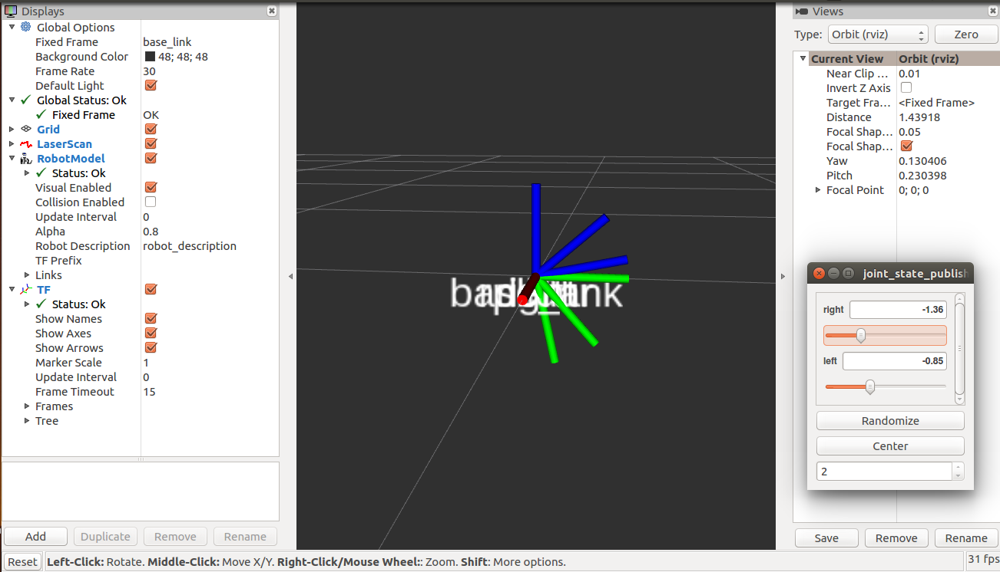 Displays
Global Options
Fixed Frame base_link
Background Color 48; 48; 48
Frame Rate 30
Default Light
Global Status: Ok
Fixed Frame OK
Grid
LaserScan
RobotModel
Status: Ok
Visual Enabled
Collision Enabled
Update Interval 0
Alpha 0.8
Robot Description robot_description
TF Prefix
Links
TF
Status: Ok
Show Names
Show Axes
Show Arrows
Marker Scale 1
Update Interval 0
Frame Timeout 15
Frames
Tree
Add Duplicate Remove Rename
Views
Type: Orbit (rviz) Zero
Current View Orbit (rviz)
Near Clip ... 0.01
Invert Z Axis
Target Fra... <Fixed Frame>
Distance 1.43918
Focal Shap... 0.05
Focal Shap...
Yaw 0.130406
Pitch 0.230398
Focal Point 0; 0; 0
joint_state_publish
right -1.36
left -0.85
Randomize
Center
2
Save Remove Rename
Reset Left-Click: Rotate. Middle-Click: Move X/Y. Right-Click/Mouse Wheel:: Zoom. Shift: More options. 31 fps